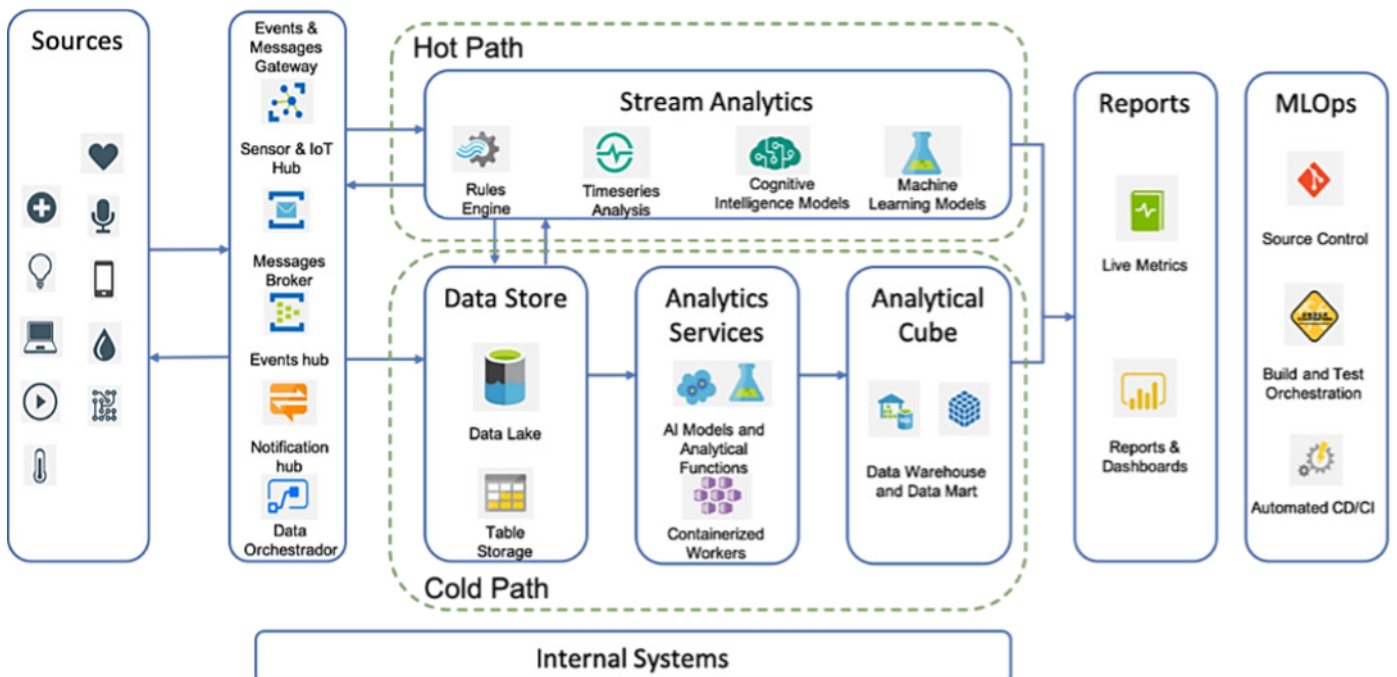 Sources
Events &
Messages
Gateway
Sensor & IoT
Hub
Messages
Broker
Events hub
Notification
hub
Data
Orchestrador
Hot Path
Stream Analytics
Rules
Engine
Timeseries
Analysis
Cognitive
Intelligence Models
Machine
Learning Models
Data Store
Data Lake
Table
Storage
Analytics
Services
AI Models and
Analytical
Functions
Containerized
Workers
Analytical
Cube
Data Warehouse
and Data Mart
Cold Path
Reports
Live Metrics
Reports &
Dashboards
MLOps
Source Control
Build and Test
Orchestration
Automated CD/CI
Internal Systems